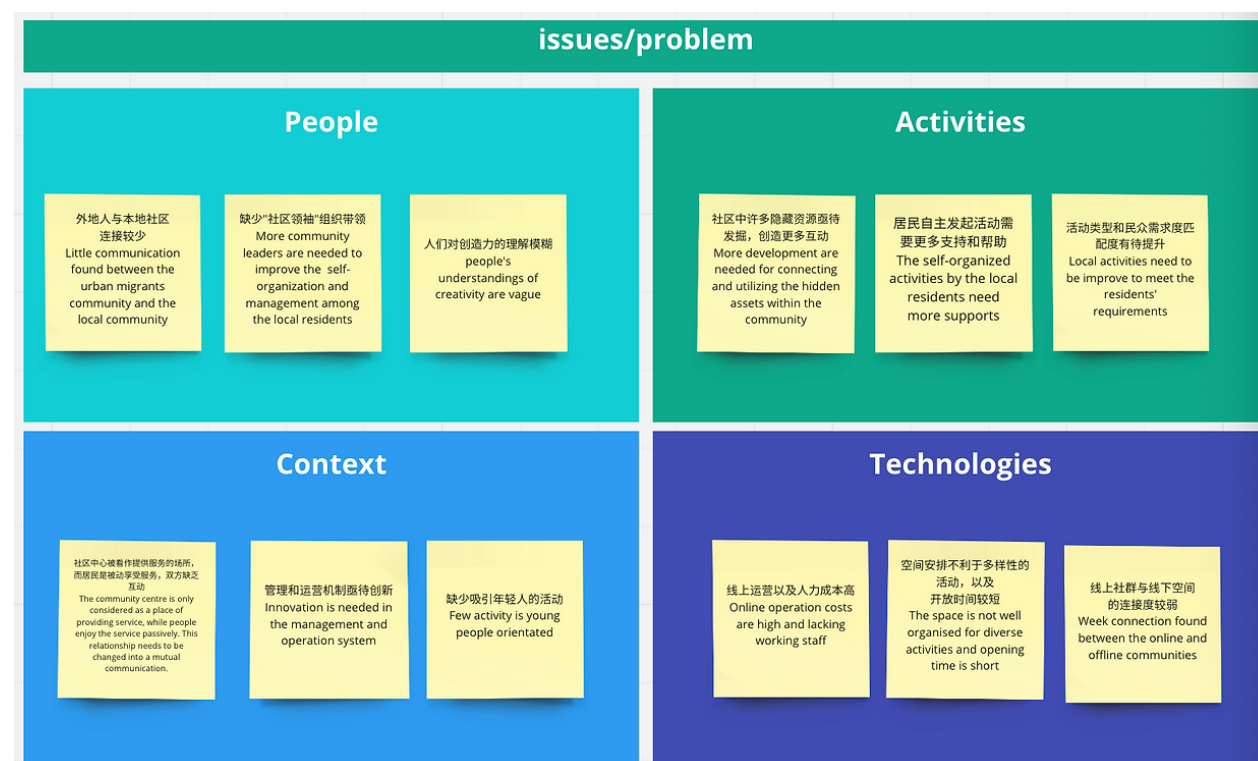 issues/problem
People
外地人与本地社区
连接较少
Little communication
found between the
urban migrants
community and the
local community
缺少"社区领袖"组织带领
More community
leaders are needed to
improve the self-
organization and
management among
the local residents
人们对创造力的理解模糊
people's
understandings of
creativity are vague
Activities
社区中许多隐藏资源亟待
发掘，创造更多互动
More development are
needed for connecting
and utilizing the hidden
assets within the
community
居民自主发起活动需
要更多支持和帮助
The self-organized
activities by the local
residents need
more supports
活动类型和民众需求度匹
配度有待提升
Local activities need to
be improve to meet the
residents'
requirements
Context
社区中心被看作提供服务的场所，
而居民是被动享受服务，双方缺乏
互动
The community centre is only
considered as a place of
providing service, while people
enjoy the service passively. This
relationship needs to be
changed into a mutual
communication.
管理和运营机制亟待创新
Innovation is needed in
the management and
operation system
缺少吸引年轻人的活动
Few activity is young
people orientated
Technologies
线上运营以及人力成本高
Online operation costs
are high and lacking
working staff
空间安排不利于多样性的
活动，以及
开放时间较短
The space is not well
organised for diverse
activities and opening
time is short
线上社群与线下空间
的连接度较弱
Week connection found
between the online and
offline communities